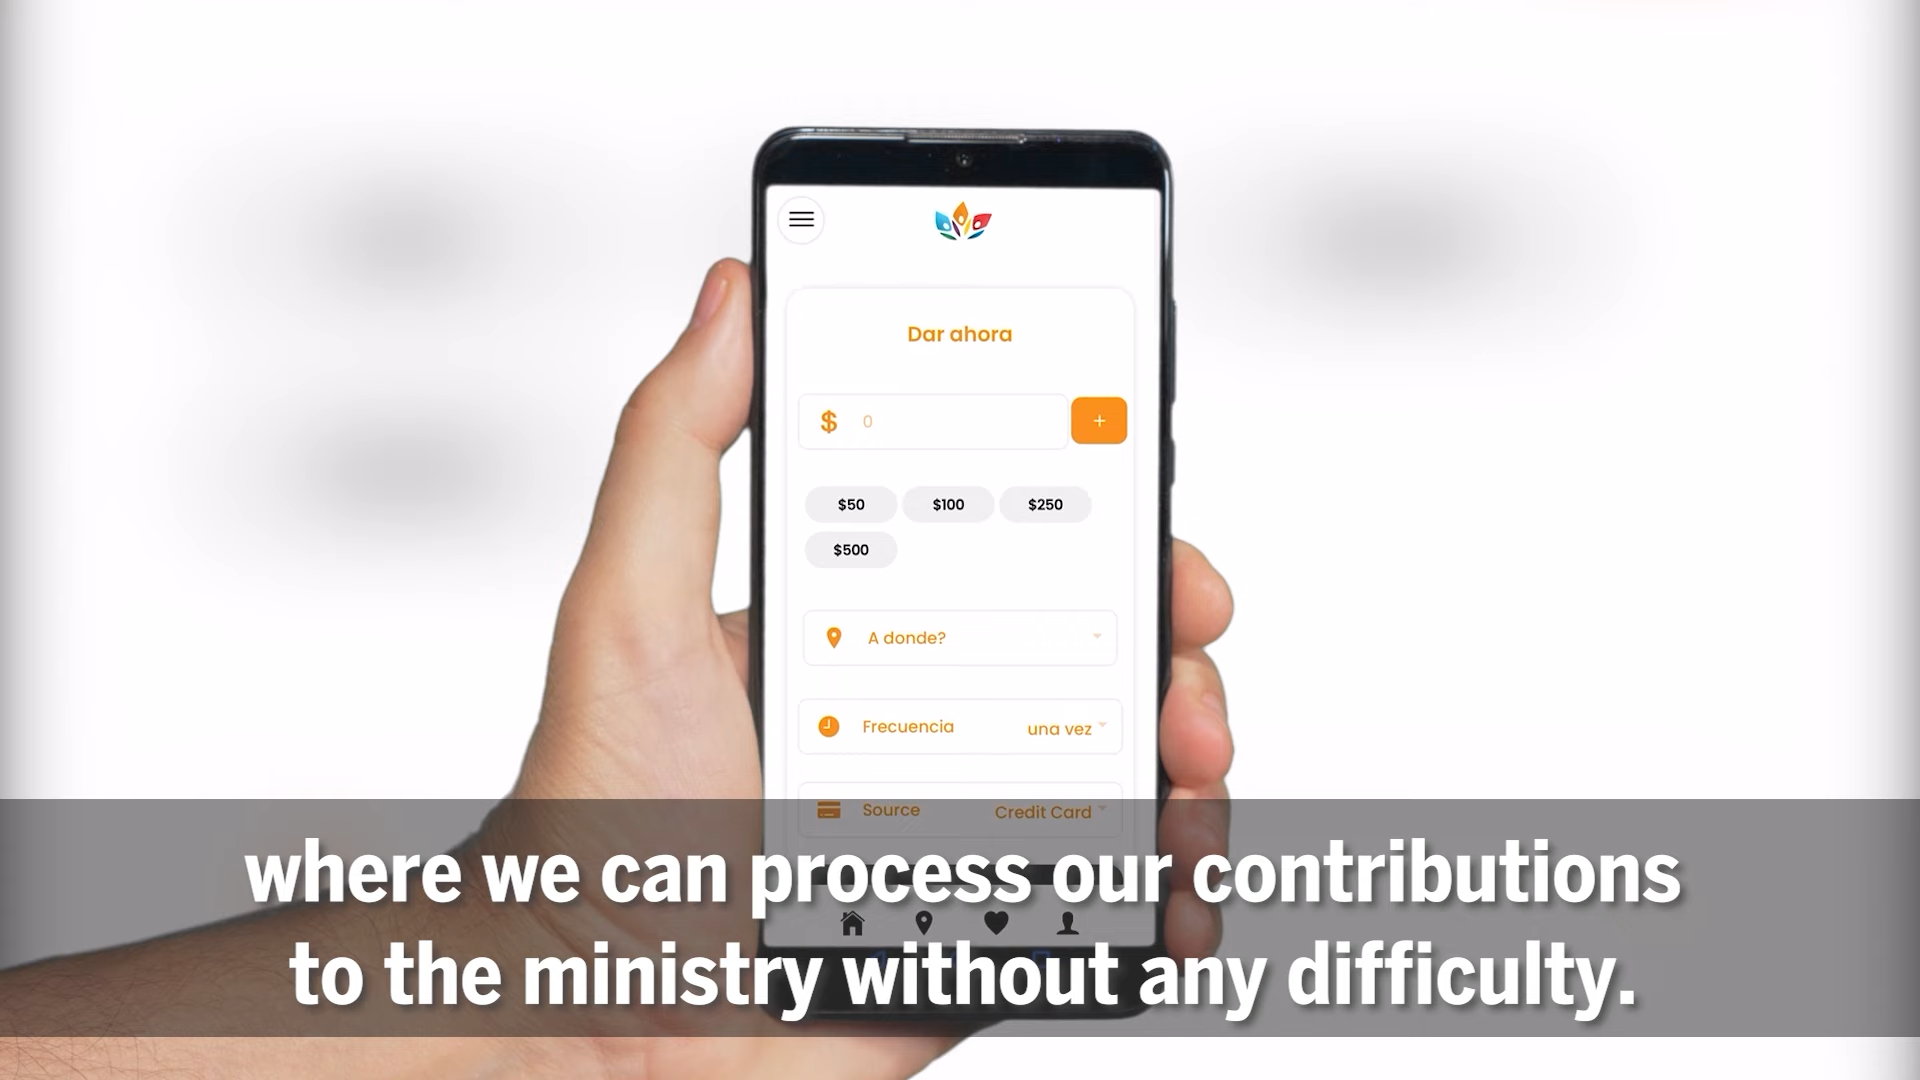 Dar ahora
$ 0 +
$50 $100 $250
$500
A donde?
Frecuencia una vez
Source Credit Card
where we can process our contributions
to the ministry without any difficulty.